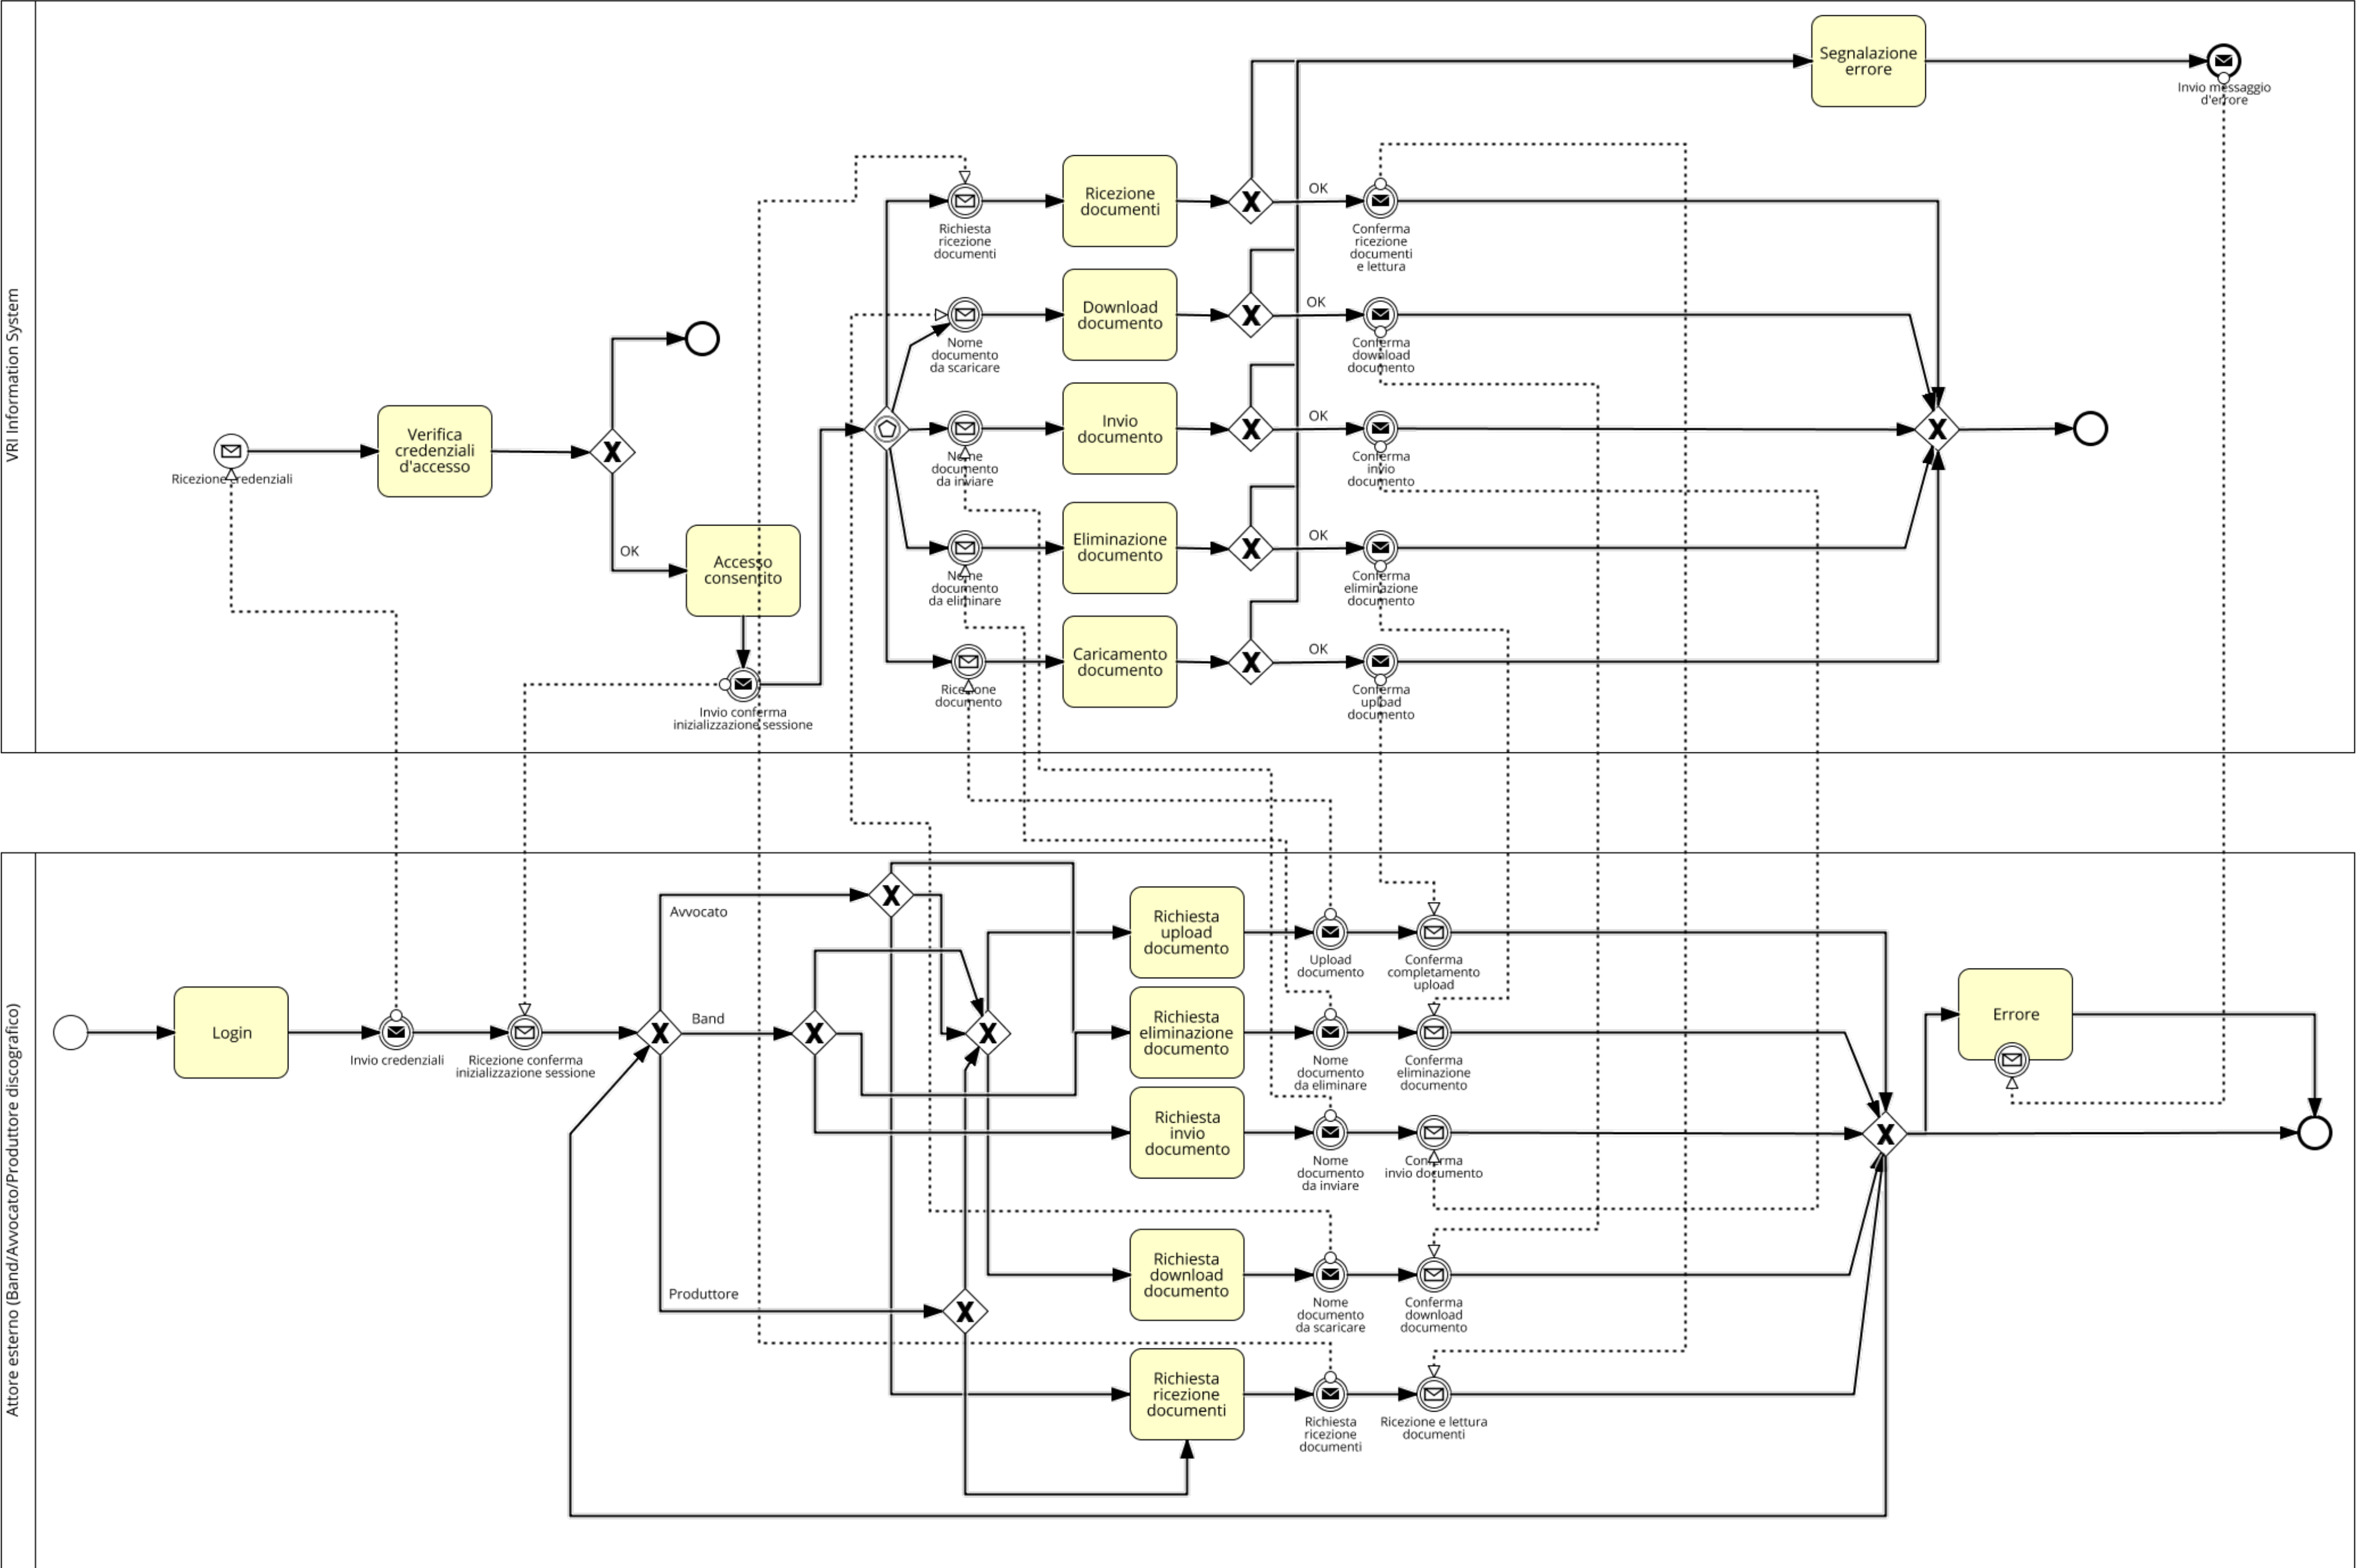 VRI Information System
Segnalazione
errore
Invio messaggio
d'errore
Ricezione
documenti
OK
Richiesta
ricezione
documenti
Conferma
ricezione
documenti
e lettura
Download
documento
OK
Nome
documento
da scaricare
Conferma
download
documento
Invio
documento
OK
Nome
documento
da inviare
Conferma
invio
documento
Verifica
credenziali
d'accesso
Ricezione credenziali
OK
Accesso
consentito
Eliminazione
documento
OK
Nome
documento
da eliminare
Conferma
eliminazione
documento
Caricamento
documento
OK
Ricezione
documento
Conferma
upload
documento
Invio conferma
inizializzazione sessione
Attore esterno (Band/Avvocato/Produttore discografico)
Avvocato
Richiesta
upload
documento
Upload
documento
Conferma
completamento
upload
Login
Invio credenziali
Ricezione conferma
inizializzazione sessione
Band
Richiesta
eliminazione
documento
Nome
documento
da eliminare
Conferma
eliminazione
documento
Errore
Richiesta
invio
documento
Nome
documento
da inviare
Conferma
invio documento
Produttore
Richiesta
download
documento
Nome
documento
da scaricare
Conferma
download
documento
Richiesta
ricezione
documenti
Richiesta
ricezione
documenti
Ricezione e lettura
documenti